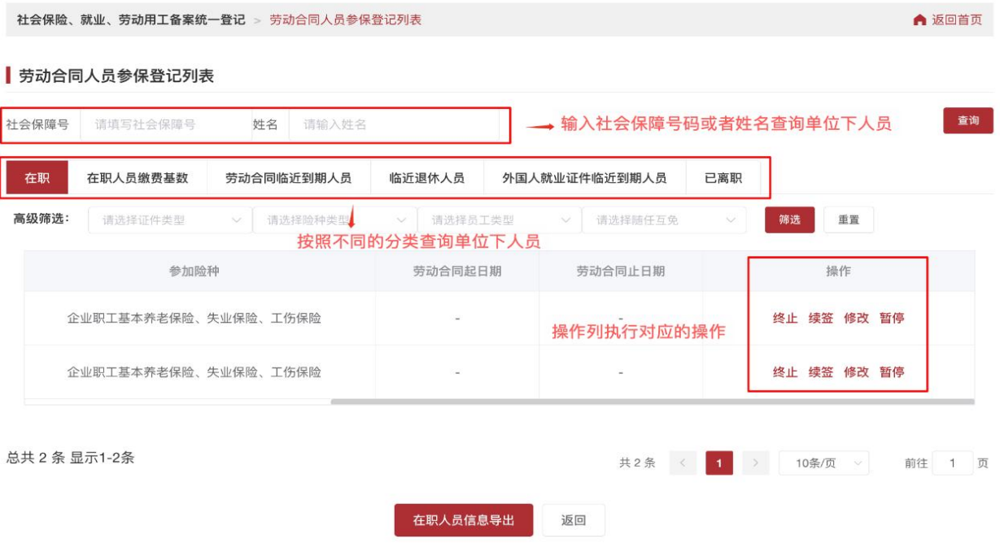 社会保险、就业、劳动用工备案统一登记 > 劳动合同人员参保登记列表 返回首页
劳动合同人员参保登记列表
社会保障号 请填写社会保障号 姓名 请输入姓名 输入社会保障号码或者姓名查询单位下人员 查询
在职 在职人员缴费基数 劳动合同临近到期人员 临近退休人员 外国人就业证件临近到期人员 已离职
高级筛选: 请选择证件类型 请选择险种类型 请选择员工类型 请选择随任互免 筛选 重置
按照不同的分类查询单位下人员
参加险种 劳动合同起日期 劳动合同止日期 操作
企业职工基本养老保险、失业保险、工伤保险 - - 终止 续签 修改 暂停
操作列执行对应的操作
企业职工基本养老保险、失业保险、工伤保险 - - 终止 续签 修改 暂停
总共 2 条 显示1-2条 共 2 条 < 1 > 10条/页 前往 1 页
在职人员信息导出 返回